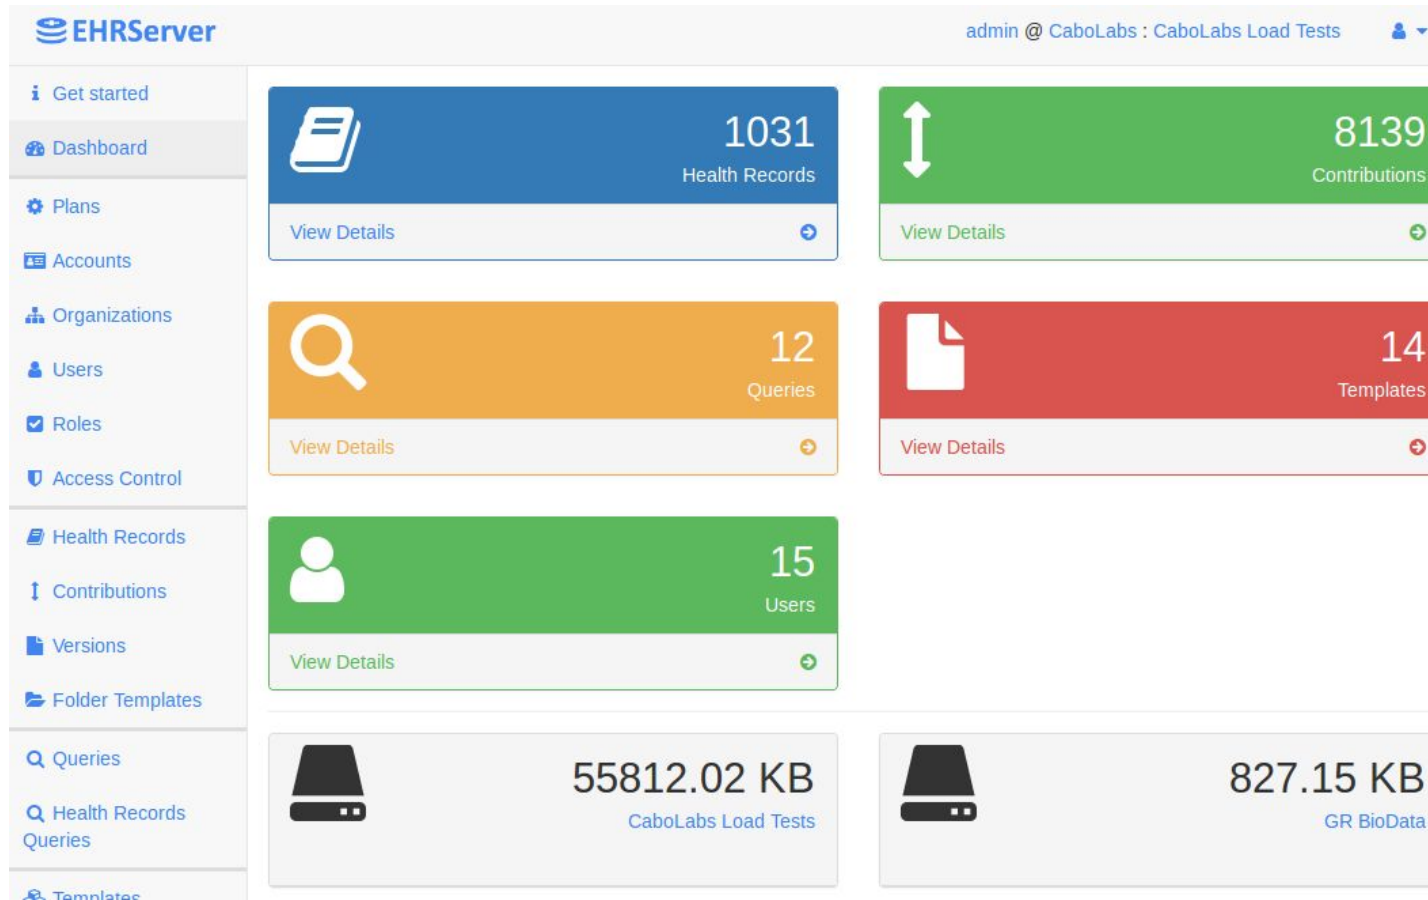 EHRServer
admin @ CaboLabs : CaboLabs Load Tests
Get started
Dashboard
Plans
Accounts
Organizations
Users
Roles
Access Control
Health Records
Contributions
Versions
Folder Templates
Queries
Health Records
Queries
Templates
1031
Health Records
View Details
8139
Contributions
View Details
12
Queries
View Details
14
Templates
View Details
15
Users
View Details
55812.02 KB
CaboLabs Load Tests
827.15 KB
GR BioData